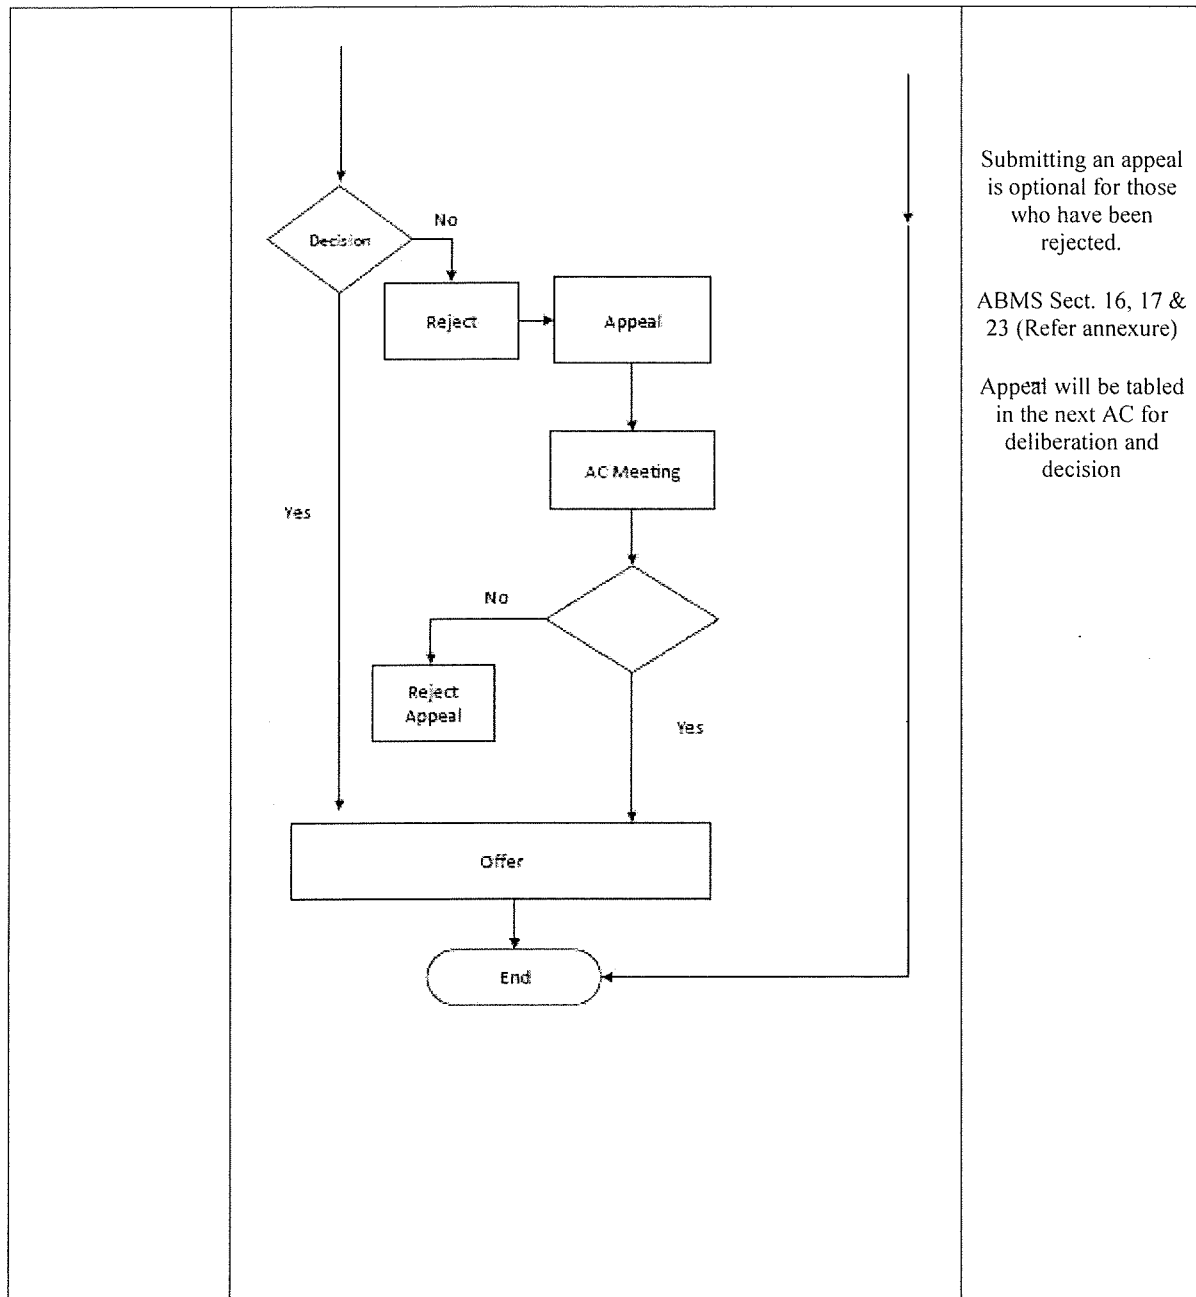 No
Decision
Reject
Appeal
AC Meeting
Yes
No
Reject
Appeal
Yes
Offer
End
Submitting an appeal
is optional for those
who have been
rejected.
ABMS Sect. 16, 17 &
23 (Refer annexure)
Appeal will be tabled
in the next AC for
deliberation and
decision